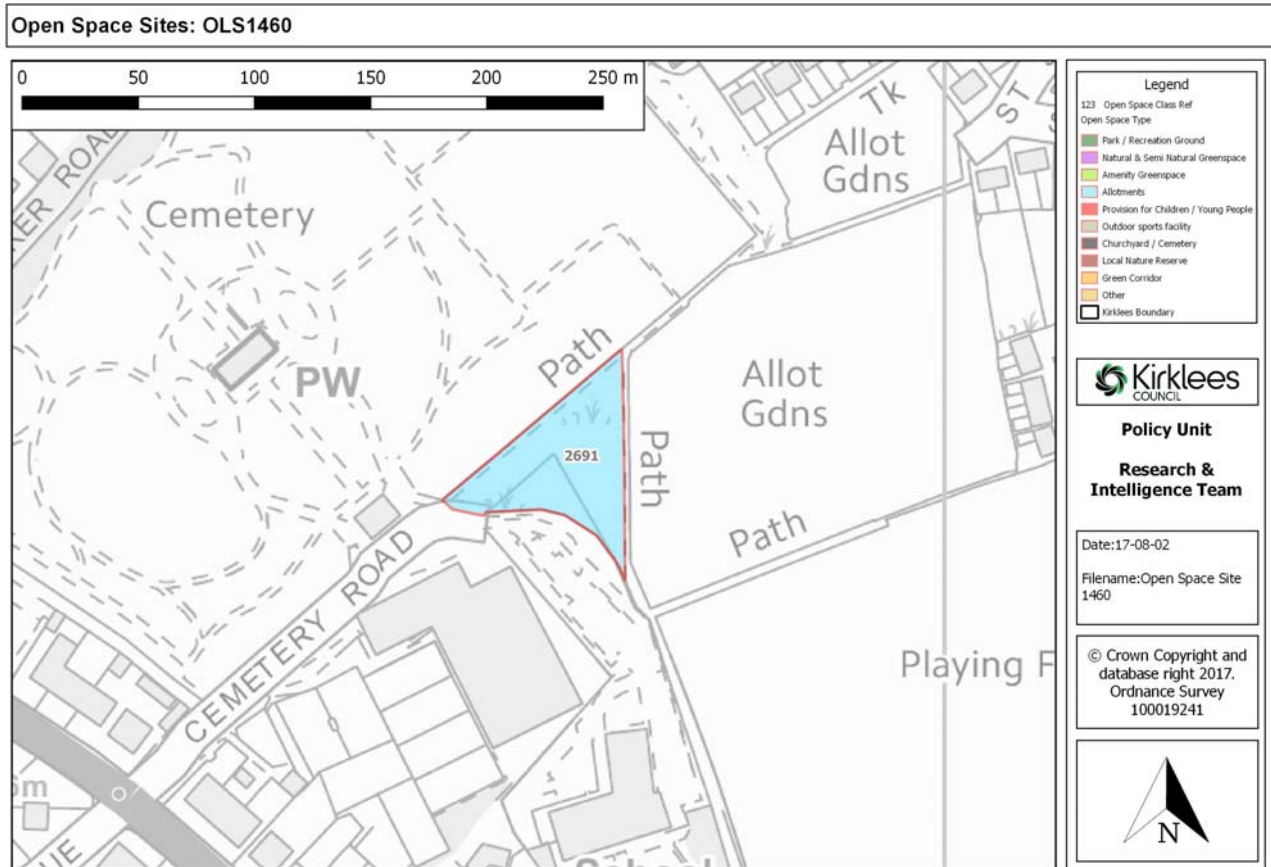 Open Space Sites: OLS1460
0 50 100 150 200 250 m
Cemetery
PW
Path
2691
Path
Path
Allot
Gdns
Tk
ST
Allot
Gdns
CEMETERY ROAD
ROAD
Playing F
School
Legend
123 Open Space Class Ref
Open Space Type
Park / Recreation Ground
Natural & Semi Natural Greenspace
Amenity Greenspace
Allotments
Provision for Children / Young People
Outdoor sports facility
Churchyard / Cemetery
Local Nature Reserve
Green Corridor
Other
Kirklees Boundary
Kirklees
COUNCIL
Policy Unit
Research &
Intelligence Team
Date:17-08-02
Filename:Open Space Site
1460
© Crown Copyright and
database right 2017.
Ordnance Survey
100019241
N